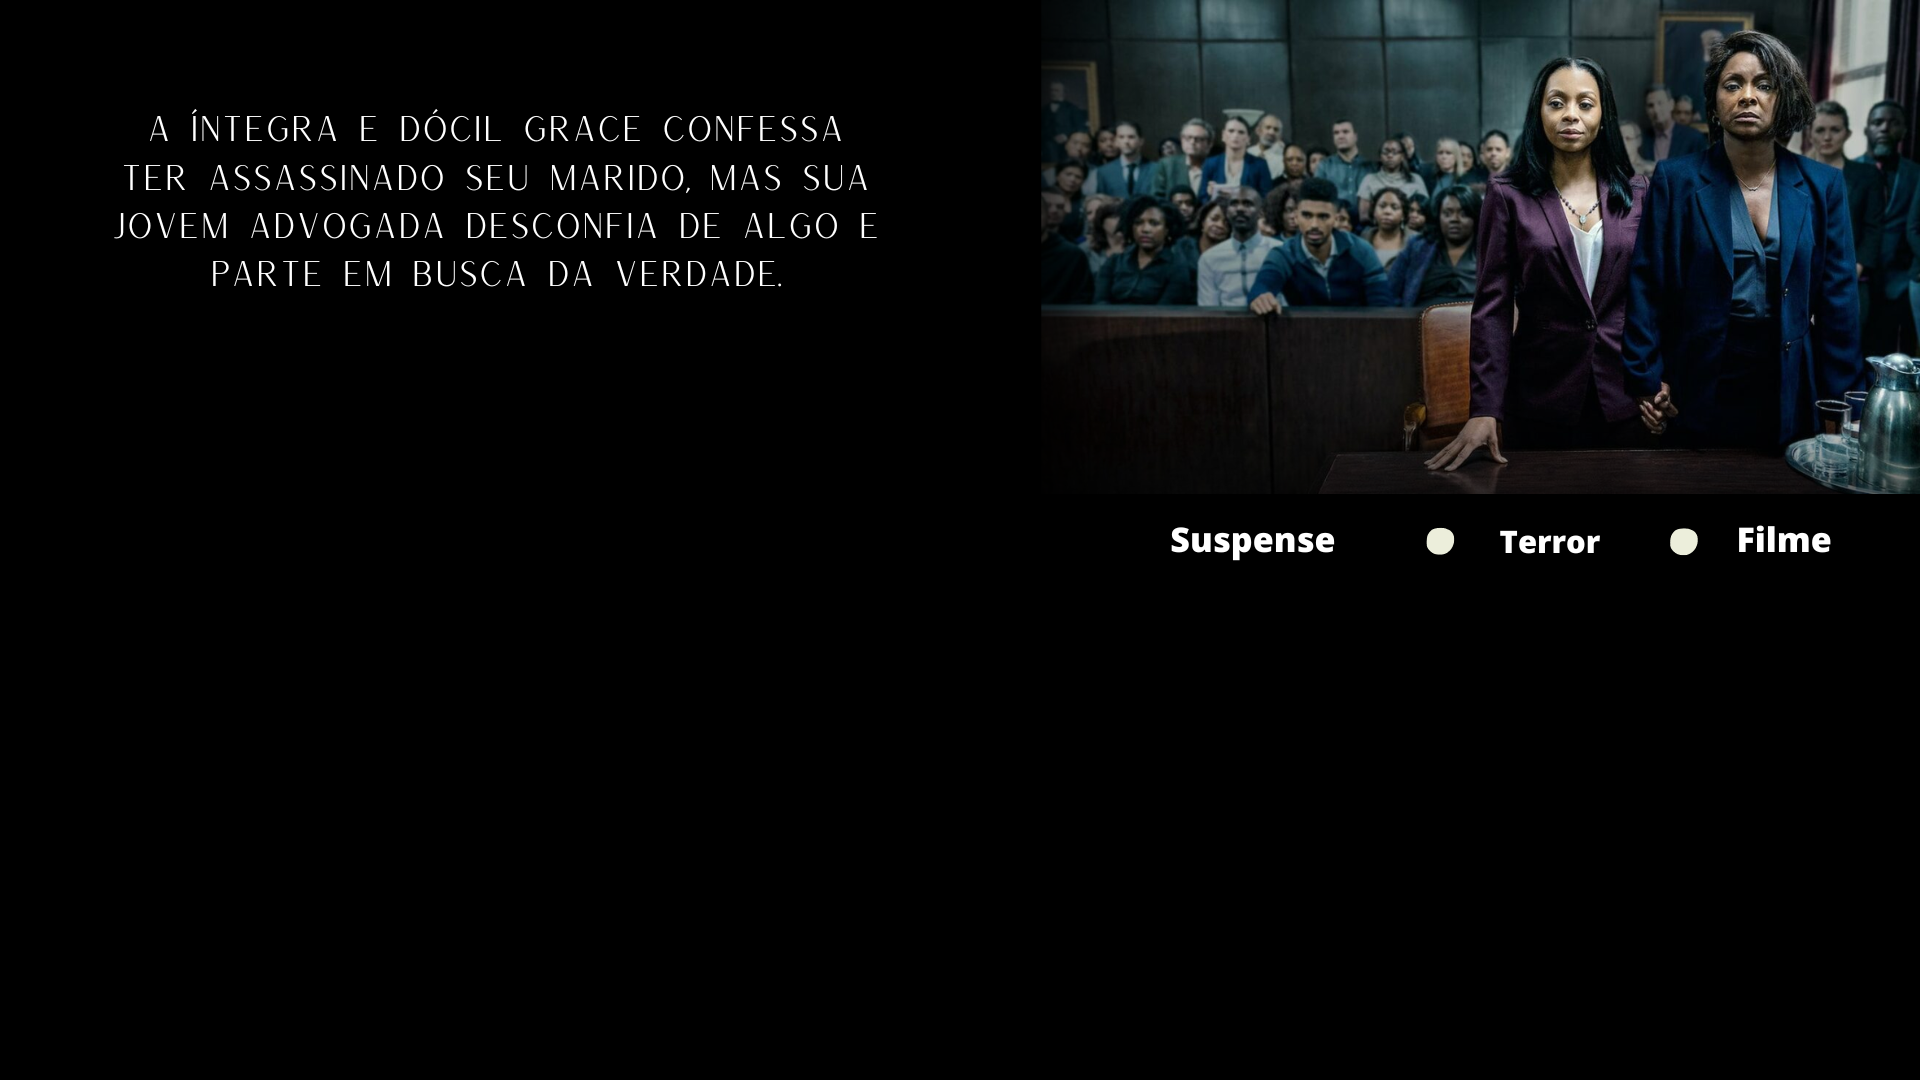 A ÍNTEGRA E DÓCIL GRACE CONFESSA
TER ASSASSINADO SEU MARIDO, MAS SUA
JOVEM ADVOGADA DESCONFIA DE ALGO E
PARTE EM BUSCA DA VERDADE.
Suspense
Terror
Filme